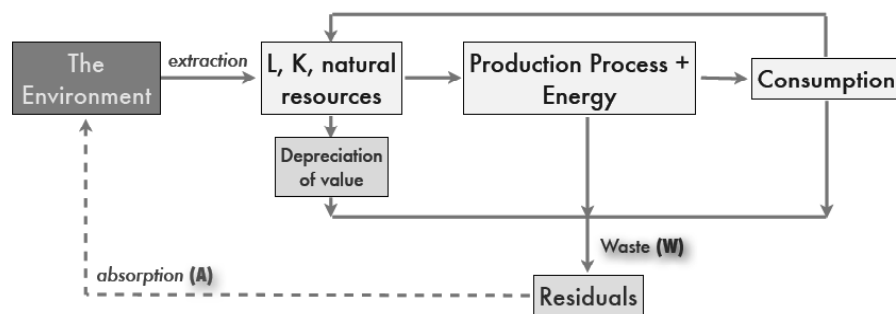 The
Environment
extraction
L, K, natural
resources
Production Process +
Energy
Consumption
Depreciation
of value
Waste (W)
absorption (A)
Residuals